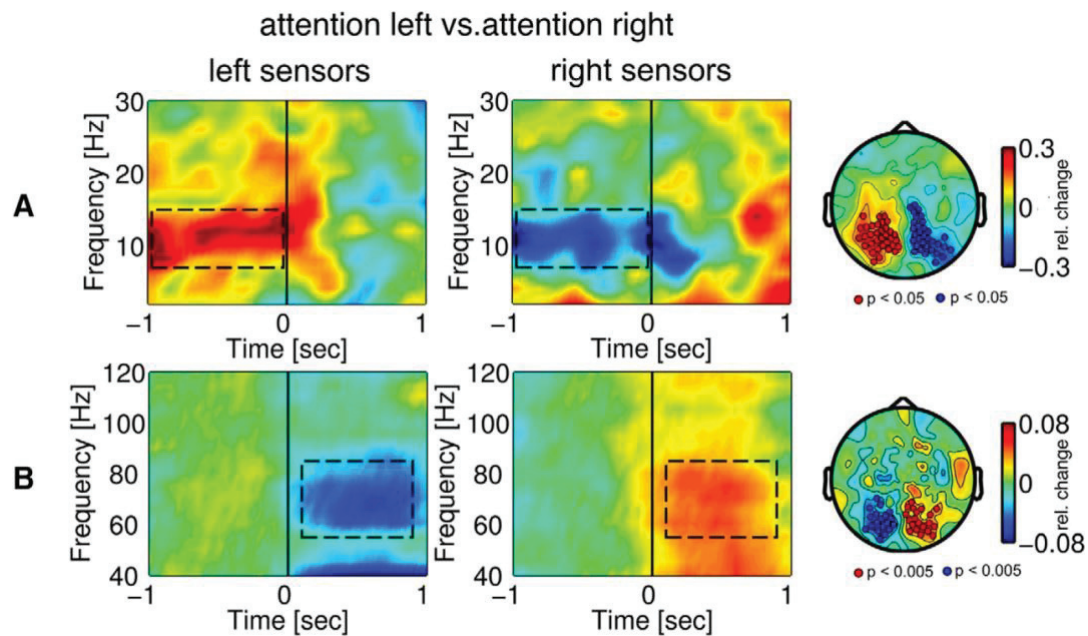 attention left vs.attention right
left sensors
right sensors
A
Frequency [Hz]
30
20
10
−1
0
1
Time [sec]
Frequency [Hz]
30
20
10
−1
0
1
Time [sec]
0.3
0
−0.3
rel. change
p < 0.05
p < 0.05
B
Frequency [Hz]
120
100
80
60
40
−1
0
1
Time [sec]
Frequency [Hz]
120
100
80
60
40
−1
0
1
Time [sec]
0.08
0
−0.08
rel. change
p < 0.005
p < 0.005